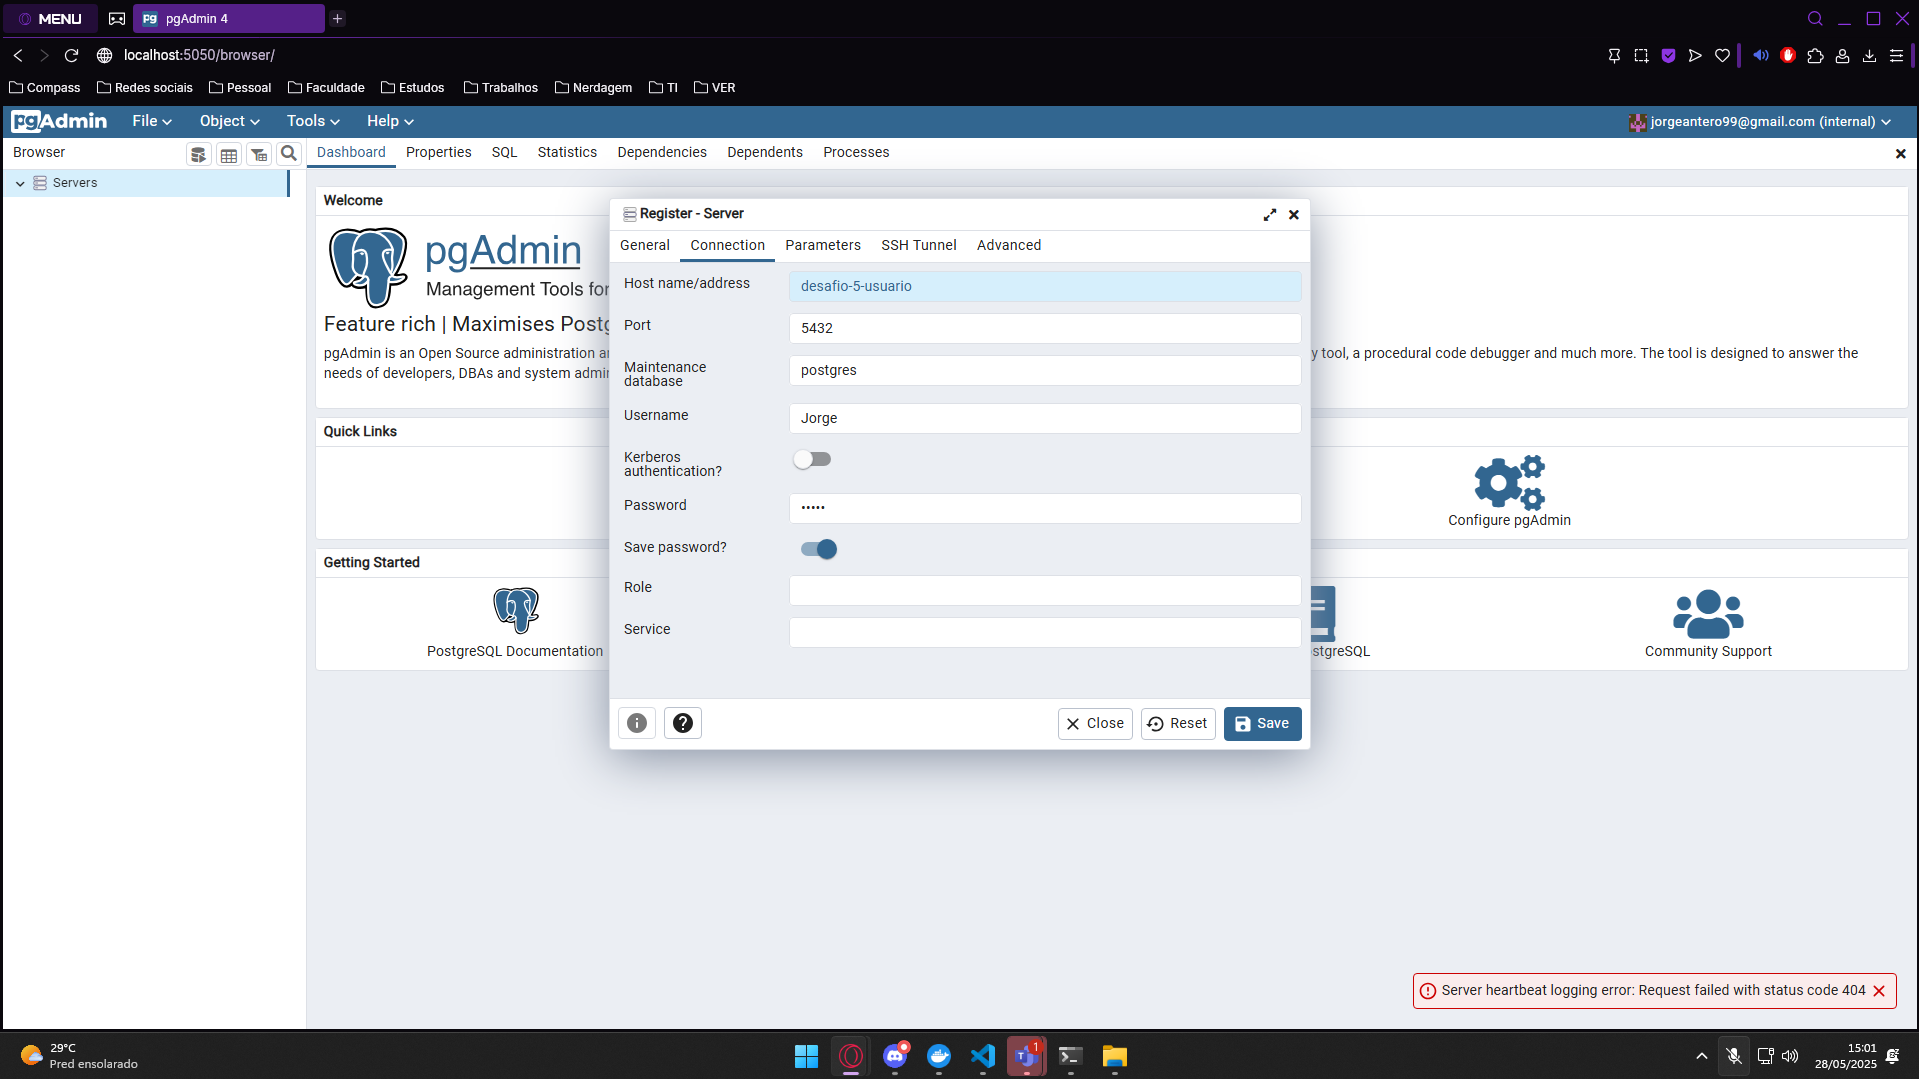 MENU
pgAdmin 4
localhost:5050/browser/
Compass Redes sociais Pessoal Faculdade Estudos Trabalhos Nerdagem TI VER
pgAdmin File Object Tools Help jorgeantero99@gmail.com (internal)
Browser Dashboard Properties SQL Statistics Dependencies Dependents Processes
Servers
Welcome
pgAdmin
Management Tools for
Feature rich | Maximises Postg
pgAdmin is an Open Source administration
y tool, a procedural code debugger and much more. The tool is designed to answer the
needs of developers, DBAs and system admin
Quick Links
Configure pgAdmin
Getting Started
PostgreSQL Documentation
stgreSQL
Community Support
Register - Server
General Connection Parameters SSH Tunnel Advanced
Host name/address desafio-5-usuario
Port 5432
Maintenance
database postgres
Username Jorge
Kerberos
authentication?
Password •••••
Save password?
Role
Service
Close Reset Save
Server heartbeat logging error: Request failed with status code 404
29°C
Pred ensolarado
1
15:01
28/05/2025